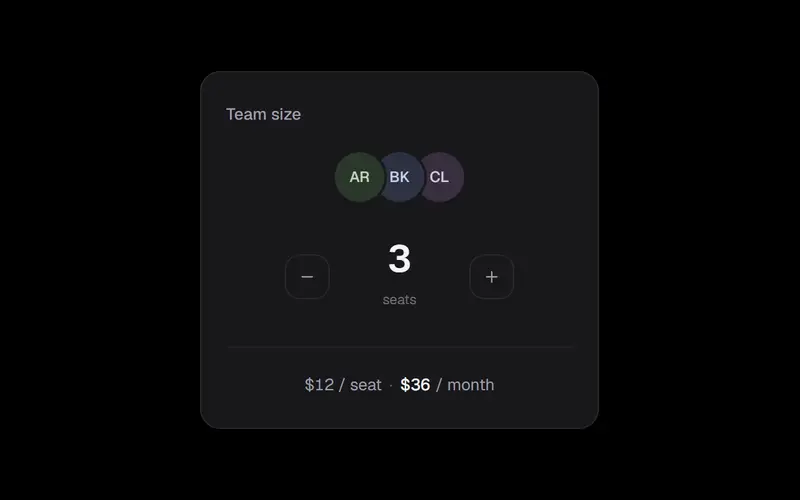 Team size
AR BK CL
− 3 +
seats
$12 / seat · $36 / month